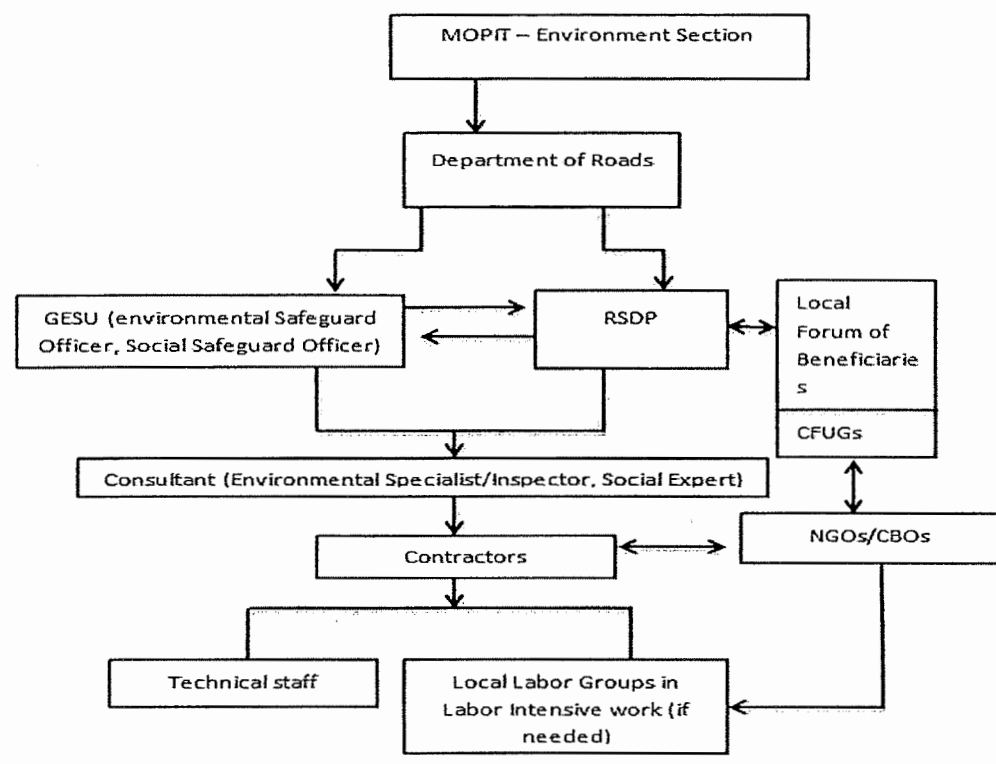 MOPIT – Environment Section
Department of Roads
GESU (environmental Safeguard
Officer, Social Safeguard Officer)
RSDP
Local
Forum of
Beneficiarie
s
CFUGs
Consultant (Environmental Specialist/Inspector, Social Expert)
Contractors
NGOs/CBOs
Technical staff
Local Labor Groups in
Labor Intensive work (if
needed)